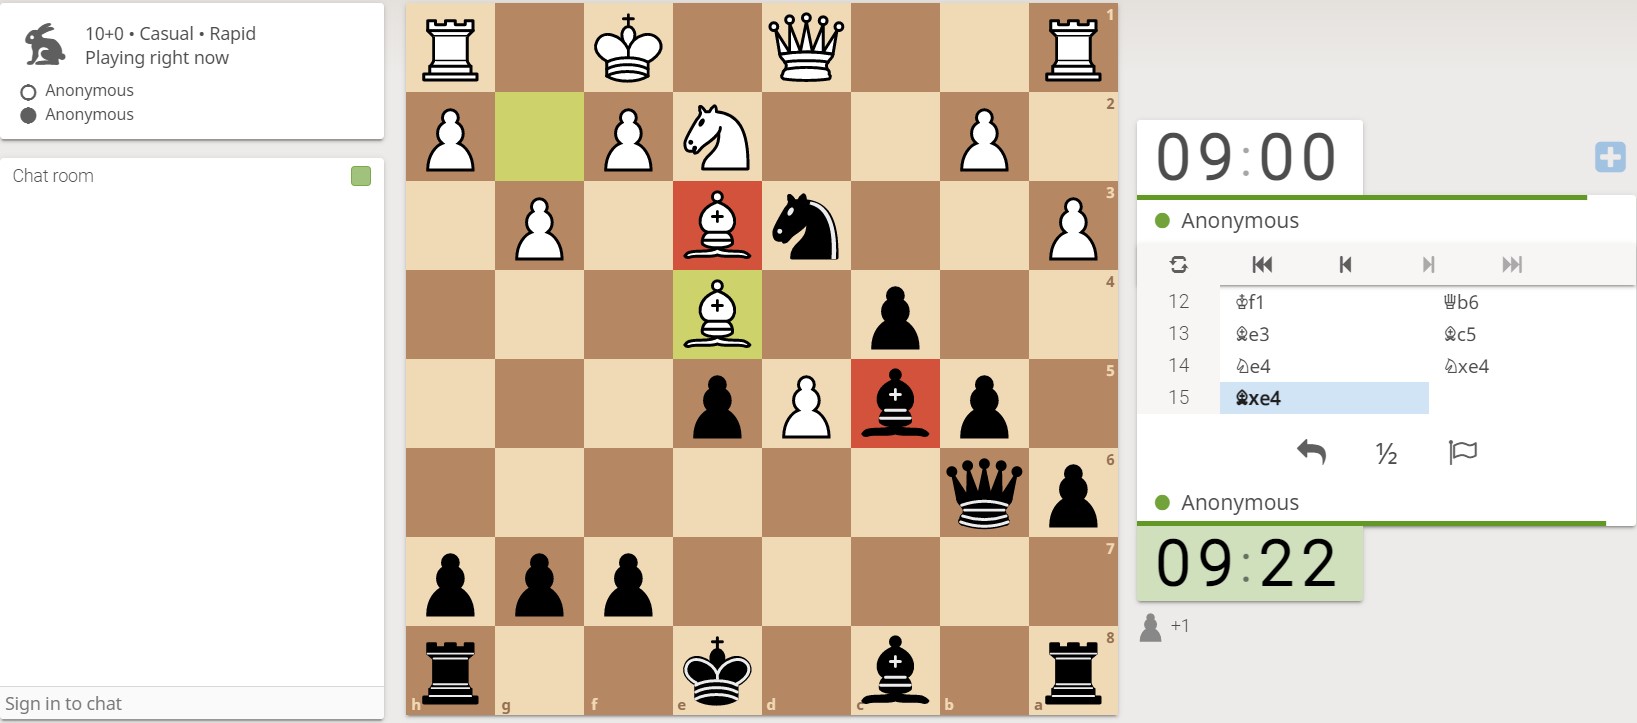 10+0 • Casual • Rapid
Playing right now
Anonymous
Anonymous
Chat room
Sign in to chat
1
2
3
4
5
6
7
8
h g f e d c b a
09:00
Anonymous
12 ♔f1 ♕b6
13 ♗e3 ♗c5
14 ♘e4 ♘xe4
15 ♗xe4
½
Anonymous
09:22
+1